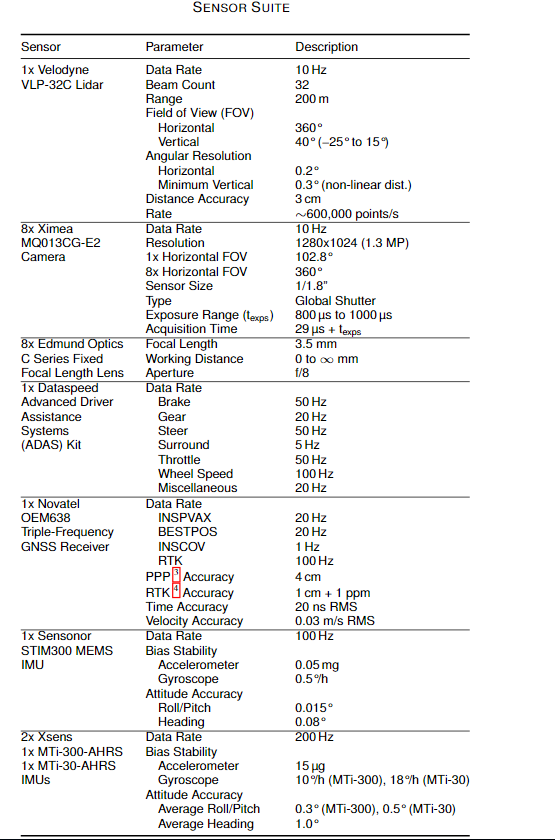 SENSOR SUITE
Sensor Parameter Description
1x Velodyne Data Rate 10 Hz
VLP-32C Lidar Beam Count 32
Range 200 m
Field of View (FOV)
Horizontal 360°
Vertical 40° (−25° to 15°)
Angular Resolution
Horizontal 0.2°
Minimum Vertical 0.3° (non-linear dist.)
Distance Accuracy 3 cm
Rate ∼600,000 points/s
8x Ximea Data Rate 10 Hz
MQ013CG-E2 Resolution 1280x1024 (1.3 MP)
Camera 1x Horizontal FOV 102.8°
8x Horizontal FOV 360°
Sensor Size 1/1.8”
Type Global Shutter
Exposure Range (texps) 800 µs to 1000 µs
Acquisition Time 29 µs + texps
8x Edmund Optics Focal Length 3.5 mm
C Series Fixed Working Distance 0 to ∞ mm
Focal Length Lens Aperture f/8
1x Dataspeed Data Rate
Advanced Driver Brake 50 Hz
Assistance Gear 20 Hz
Systems Steer 50 Hz
(ADAS) Kit Surround 5 Hz
Throttle 50 Hz
Wheel Speed 100 Hz
Miscellaneous 20 Hz
1x Novatel Data Rate
OEM638 INSPVAX 20 Hz
Triple-Frequency BESTPOS 20 Hz
GNSS Receiver INSCOV 1 Hz
RTK 100 Hz
PPP 3 Accuracy 4 cm
RTK 4 Accuracy 1 cm + 1 ppm
Time Accuracy 20 ns RMS
Velocity Accuracy 0.03 m/s RMS
1x Sensonor Data Rate 100 Hz
STIM300 MEMS Bias Stability
IMU Accelerometer 0.05 mg
Gyroscope 0.5°/h
Attitude Accuracy
Roll/Pitch 0.015°
Heading 0.08°
2x Xsens Data Rate 200 Hz
1x MTi-300-AHRS Bias Stability
1x MTi-30-AHRS Accelerometer 15 µg
IMUs Gyroscope 10°/h (MTi-300), 18°/h (MTi-30)
Attitude Accuracy
Average Roll/Pitch 0.3° (MTi-300), 0.5° (MTi-30)
Average Heading 1.0°